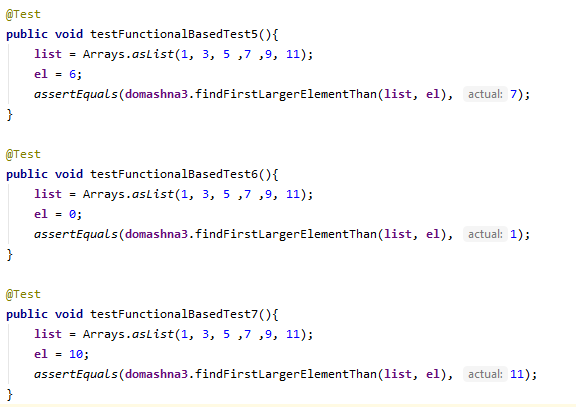 @Test
public void testFunctionalBasedTest5(){
    list = Arrays.asList(1, 3, 5 ,7 ,9, 11);
    el = 6;
    assertEquals(domashna3.findFirstLargerElementThan(list, el), actual: 7);
}
@Test
public void testFunctionalBasedTest6(){
    list = Arrays.asList(1, 3, 5 ,7 ,9, 11);
    el = 0;
    assertEquals(domashna3.findFirstLargerElementThan(list, el), actual: 1);
}
@Test
public void testFunctionalBasedTest7(){
    list = Arrays.asList(1, 3, 5 ,7 ,9, 11);
    el = 10;
    assertEquals(domashna3.findFirstLargerElementThan(list, el), actual: 11);
}